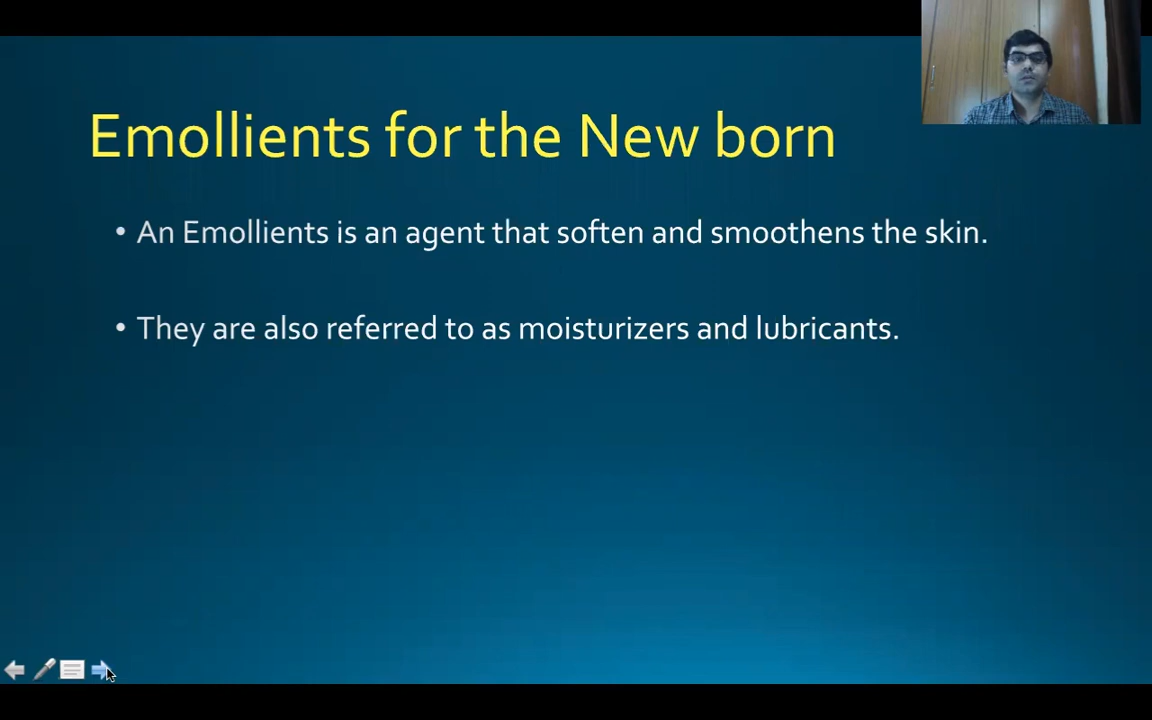 Emollients for the New born
• An Emollients is an agent that soften and smoothens the skin.
• They are also referred to as moisturizers and lubricants.